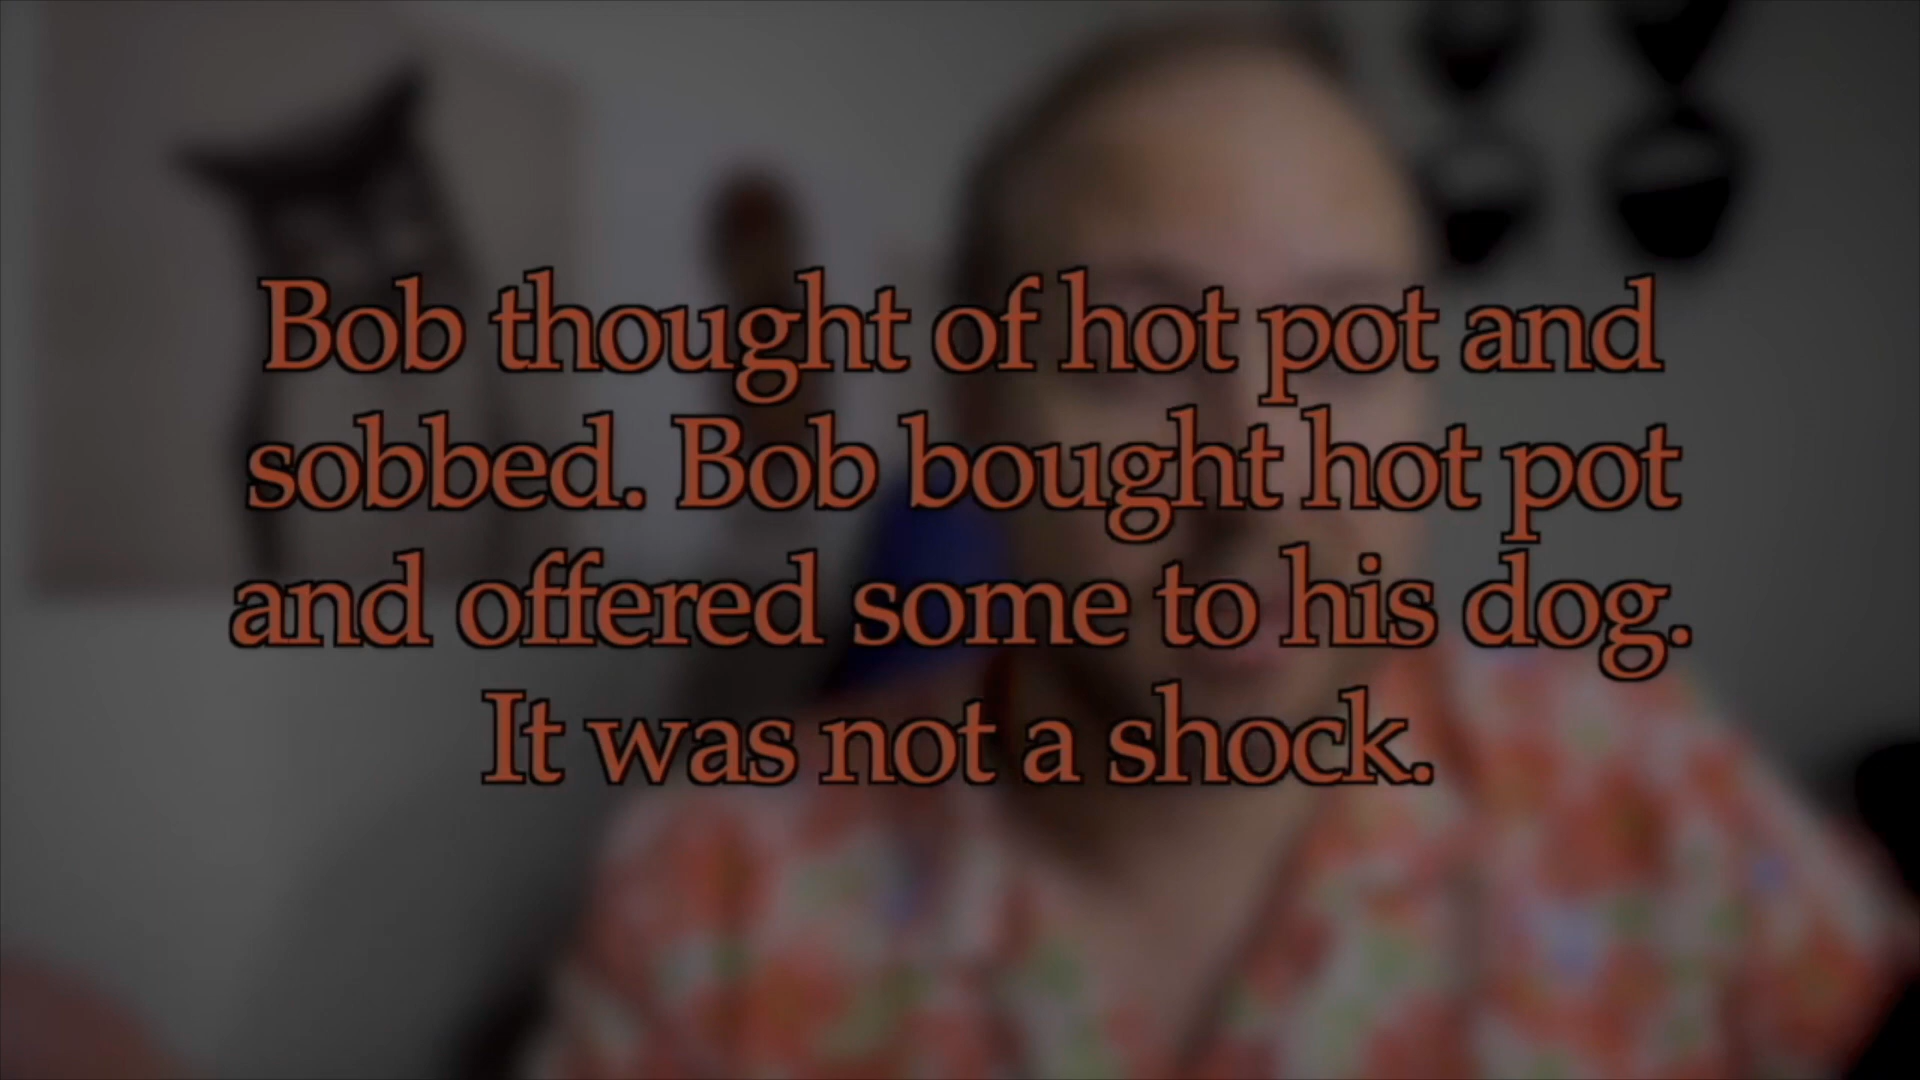 Bob thought of hot pot and
sobbed. Bob bought hot pot
and offered some to his dog.
It was not a shock.